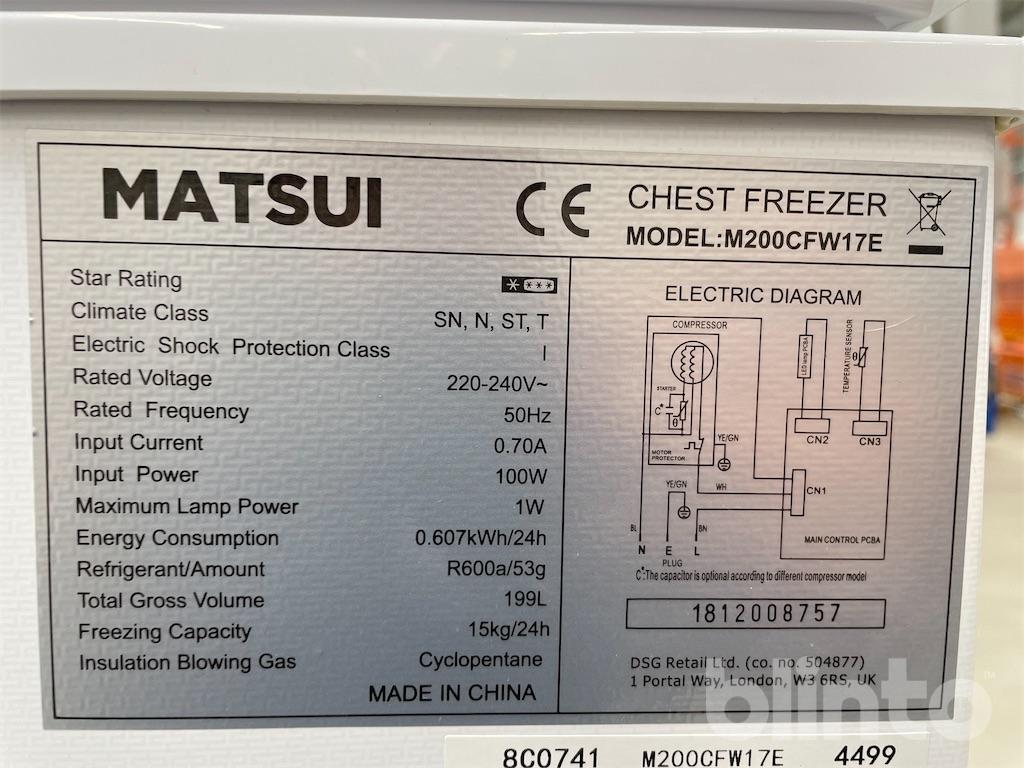 MATSUI
CE
CHEST FREEZER
MODEL:M200CFW17E
Star Rating ****
Climate Class SN, N, ST, T
Electric Shock Protection Class I
Rated Voltage 220-240V~
Rated Frequency 50Hz
Input Current 0.70A
Input Power 100W
Maximum Lamp Power 1W
Energy Consumption 0.607kWh/24h
Refrigerant/Amount R600a/53g
Total Gross Volume 199L
Freezing Capacity 15kg/24h
Insulation Blowing Gas Cyclopentane
MADE IN CHINA
ELECTRIC DIAGRAM
COMPRESSOR
LED lamp PCBA
TEMPERATURE SENSOR
θ
STARTER
C*
θ
CN2
CN3
YE/GN
MOTOR
PROTECTOR
YE/GN
WH
CN1
BL
BN
MAIN CONTROL PCBA
N E L
PLUG
C*:The capacitor is optional according to different compressor model
1812008757
DSG Retail Ltd. (co. no. 504877)
1 Portal Way, London, W3 6RS, UK
blinto™
8C0741 M200CFW17E 4499